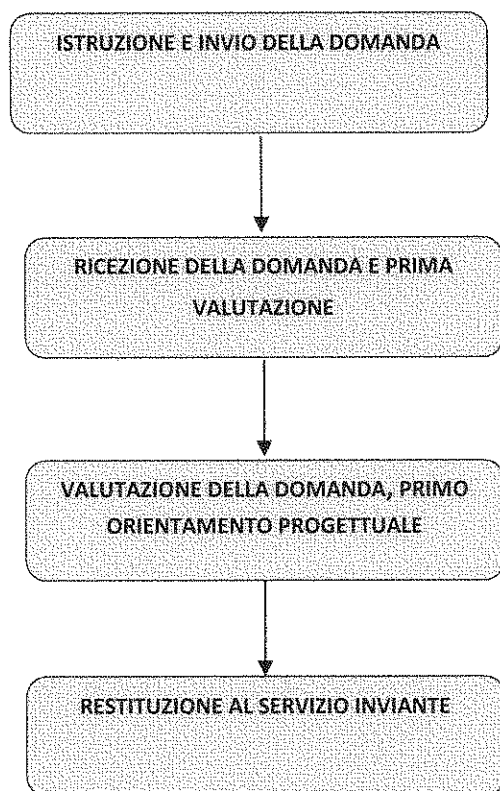 ISTRUZIONE E INVIO DELLA DOMANDA
RICEZIONE DELLA DOMANDA E PRIMA
VALUTAZIONE
VALUTAZIONE DELLA DOMANDA, PRIMO
ORIENTAMENTO PROGETTUALE
RESTITUZIONE AL SERVIZIO INVIANTE